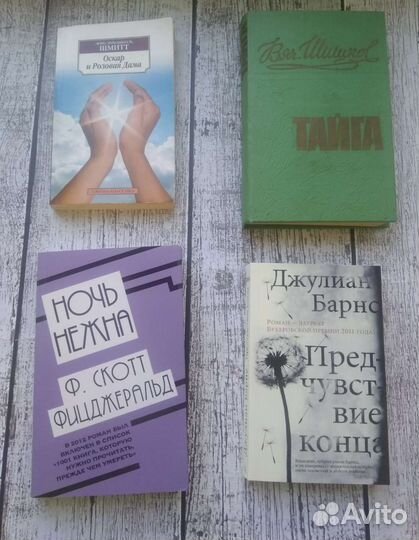 ШМИТТ
Оскар
и Розовая Дама
Вяч. Шишков
ТАЙГА
НОЧЬ
НЕЖНА
Ф. СКОТТ
ФИЦДЖЕРАЛЬД
В 2012 РОМАН БЫЛ
ВКЛЮЧЕН В СПИСОК
«1001 КНИГА, КОТОРУЮ
НУЖНО ПРОЧИТАТЬ,
ПРЕЖДЕ ЧЕМ УМЕРЕТЬ»
Джулиан
Барнс
Роман – лауреат
Букеровской премии 2011 года
Пред-
чувст-
вие
конца
Avito